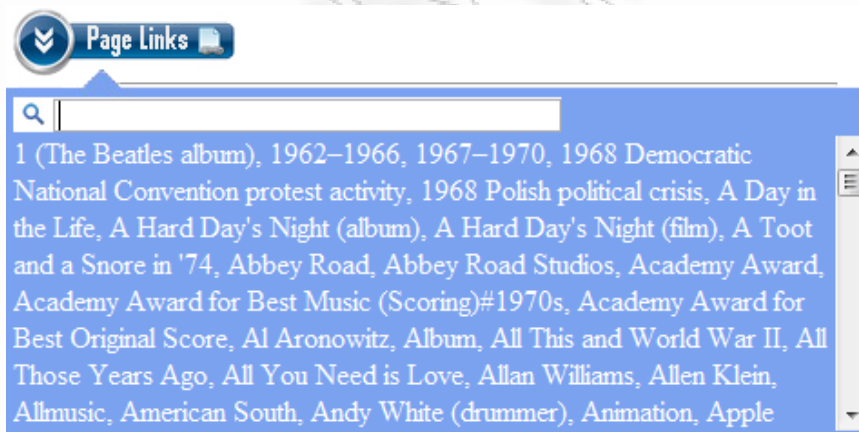 Page Links
1 (The Beatles album), 1962–1966, 1967–1970, 1968 Democratic
National Convention protest activity, 1968 Polish political crisis, A Day in
the Life, A Hard Day's Night (album), A Hard Day's Night (film), A Toot
and a Snore in '74, Abbey Road, Abbey Road Studios, Academy Award,
Academy Award for Best Music (Scoring)#1970s, Academy Award for
Best Original Score, Al Aronowitz, Album, All This and World War II, All
Those Years Ago, All You Need is Love, Allan Williams, Allen Klein,
Allmusic, American South, Andy White (drummer), Animation, Apple